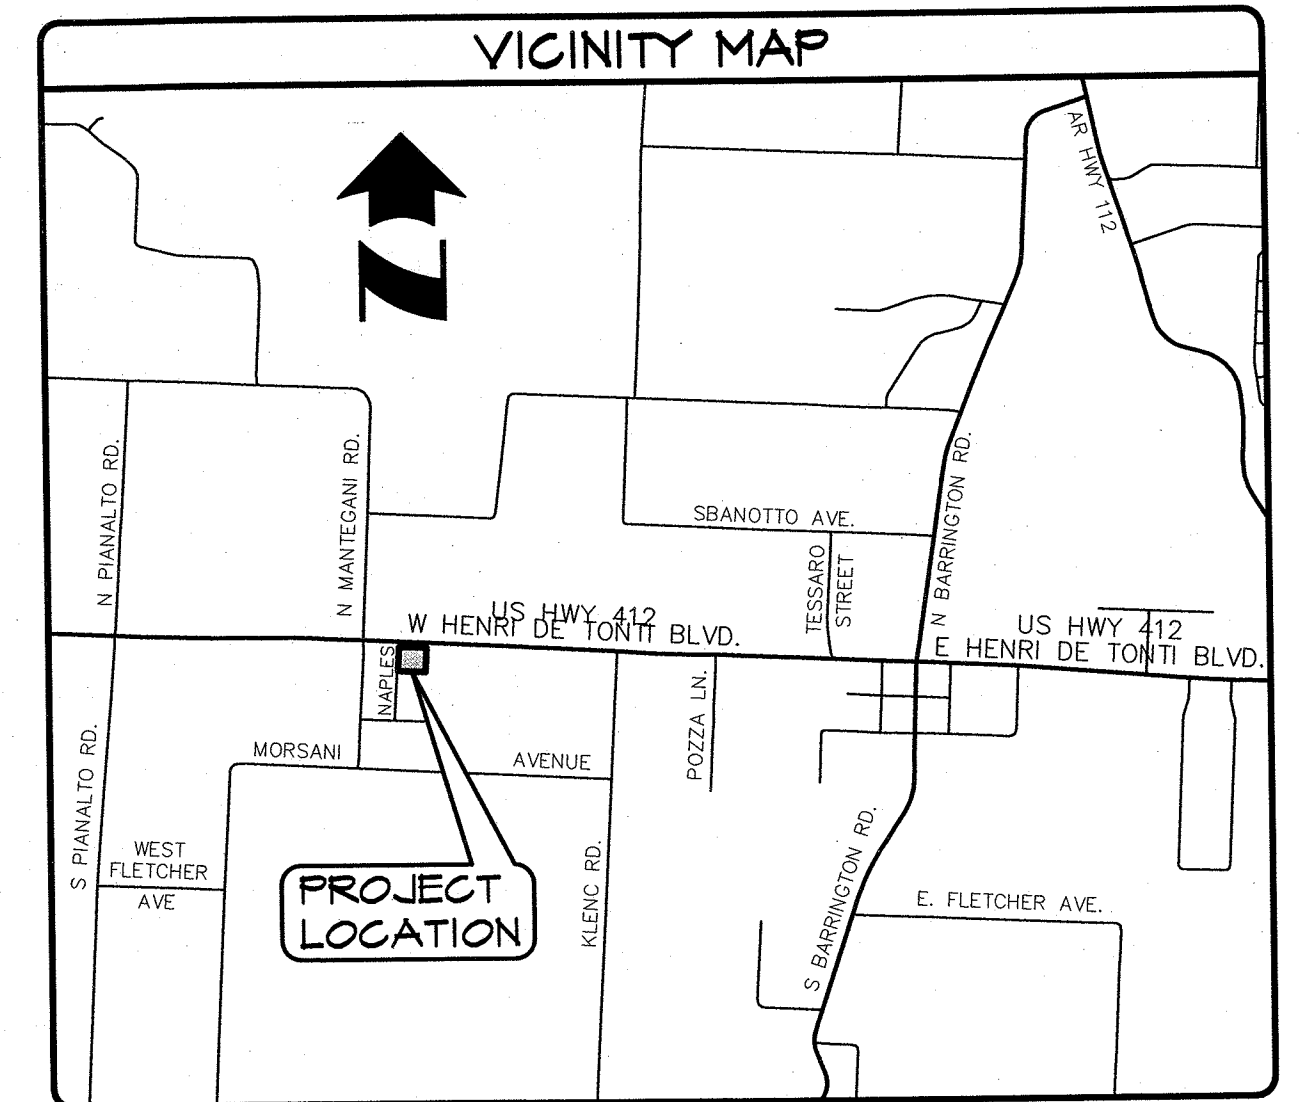 VICINITY MAP
AR HWY 112
N PIANALTO RD.
N MANTEGANI RD.
N BARRINGTON RD.
SBANOTTO AVE.
TESSARO
STREET
US HWY 412
W HENRI DE TONTI BLVD.
US HWY 412
E HENRI DE TONTI BLVD.
NAPLES
POZZA LN.
S PIANALTO RD.
MORSANI
AVENUE
WEST
FLETCHER
AVE
PROJECT
LOCATION
KLENC RD.
S BARRINGTON RD.
E. FLETCHER AVE.